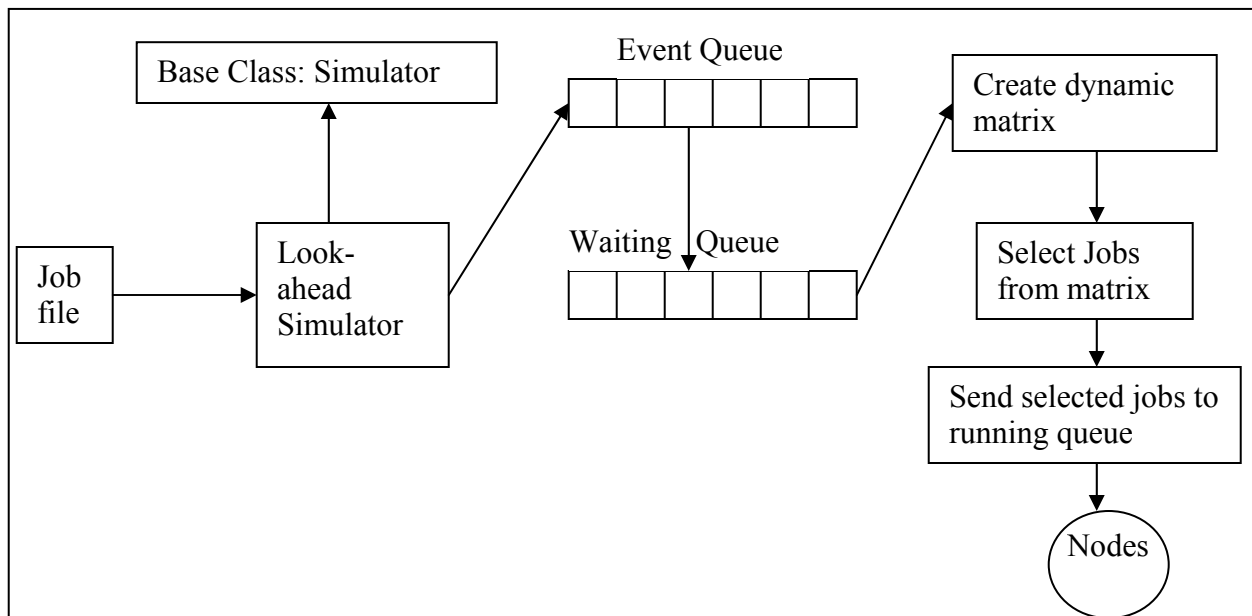 Job
file
Base Class: Simulator
Look-
ahead
Simulator
Event Queue
Waiting Queue
Create dynamic
matrix
Select Jobs
from matrix
Send selected jobs to
running queue
Nodes